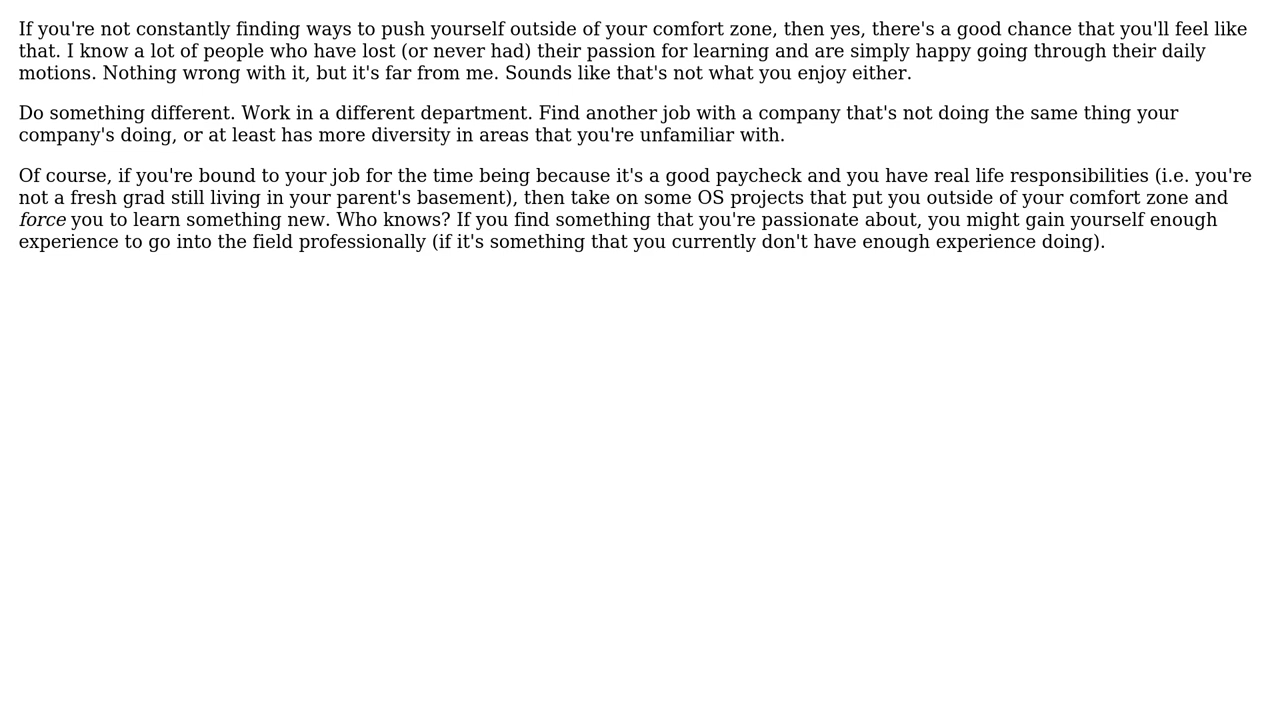 If you're not constantly finding ways to push yourself outside of your comfort zone, then yes, there's a good chance that you'll feel like
that. I know a lot of people who have lost (or never had) their passion for learning and are simply happy going through their daily
motions. Nothing wrong with it, but it's far from me. Sounds like that's not what you enjoy either.
Do something different. Work in a different department. Find another job with a company that's not doing the same thing your
company's doing, or at least has more diversity in areas that you're unfamiliar with.
Of course, if you're bound to your job for the time being because it's a good paycheck and you have real life responsibilities (i.e. you're
not a fresh grad still living in your parent's basement), then take on some OS projects that put you outside of your comfort zone and
force you to learn something new. Who knows? If you find something that you're passionate about, you might gain yourself enough
experience to go into the field professionally (if it's something that you currently don't have enough experience doing).